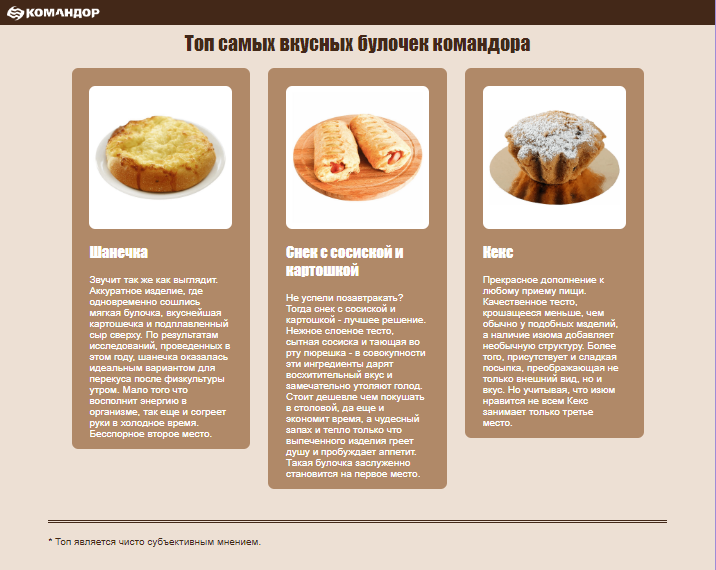 КОМАНДОР
Топ самых вкусных булочек командора
Шанечка
Звучит так же как выглядит.
Аккуратное изделие, где
одновременно сошлись
мягкая булочка, вкуснейшая
картошечка и подплавленный
сыр сверху. По результатам
исследований, проведенных в
этом году, шанечка оказалась
идеальным вариантом для
перекуса после физкультуры
утром. Мало того что
восполнит энергию в
организме, так еще и согреет
руки в холодное время.
Бесспорное второе место.
Снек с сосиской и
картошкой
Не успели позавтракать?
Тогда снек с сосиской и
картошкой - лучшее решение.
Нежное слоеное тесто,
сытная сосиска и тающая во
рту пюрешка - в совокупности
эти ингредиенты дарят
восхитительный вкус и
замечательно утоляют голод.
Стоит дешевле чем покушать
в столовой, да еще и
экономит время, а чудесный
запах и тепло только что
выпеченного изделия греет
душу и пробуждает аппетит.
Такая булочка заслуженно
становится на первое место.
Кекс
Прекрасное дополнение к
любому приему пищи.
Качественное тесто,
крошащееся меньше, чем
обычно у подобных мзделий,
а наличие изюма добавляет
необычную структуру. Более
того, присутствует и сладкая
посыпка, преображающая не
только внешний вид, но и
вкус. Но учитывая, что изюм
нравится не всем Кекс
занимает только третье
место.
* Топ является чисто субъективным мнением.